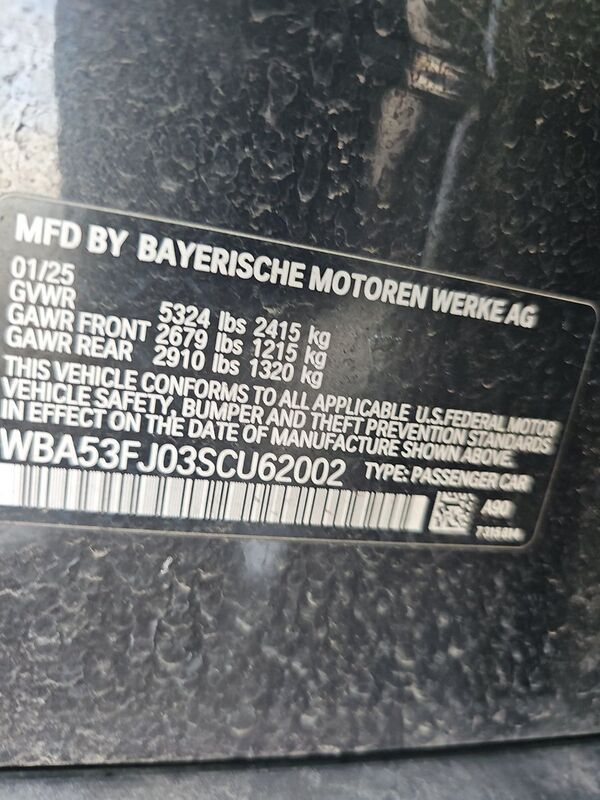 MFD BY BAYERISCHE MOTOREN WERKE AG
01/25
GVWR 5324 lbs 2415 kg
GAWR FRONT 2679 lbs 1215 kg
GAWR REAR 2910 lbs 1320 kg
THIS VEHICLE CONFORMS TO ALL APPLICABLE U.S.FEDERAL MOTOR
VEHICLE SAFETY, BUMPER AND THEFT PREVENTION STANDARDS
IN EFFECT ON THE DATE OF MANUFACTURE SHOWN ABOVE.
WBA53FJ03SCU62002 TYPE: PASSENGER CAR
490